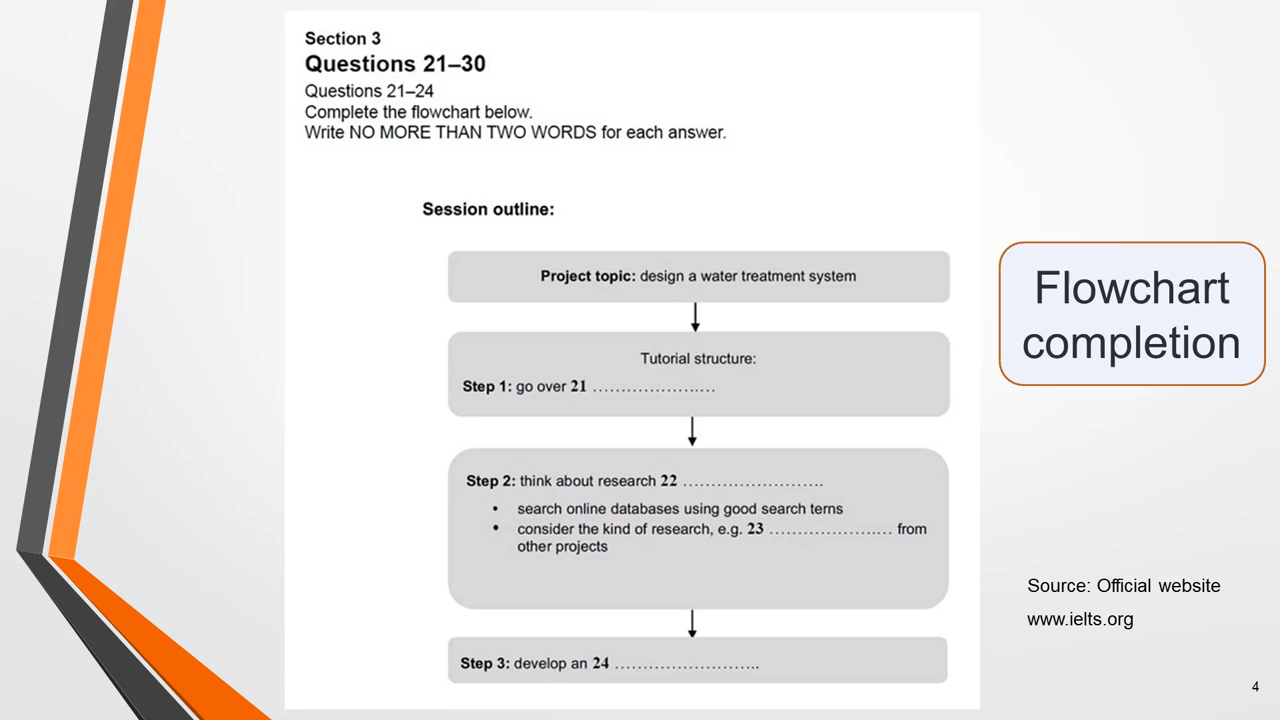 Section 3
Questions 21–30
Questions 21–24
Complete the flowchart below.
Write NO MORE THAN TWO WORDS for each answer.
Session outline:
Project topic: design a water treatment system
Tutorial structure:
Step 1: go over 21 ......................
Step 2: think about research 22 .........................
• search online databases using good search terns
• consider the kind of research, e.g. 23 ...................... from
other projects
Step 3: develop an 24 ..........................
Flowchart
completion
Source: Official website
www.ielts.org
4